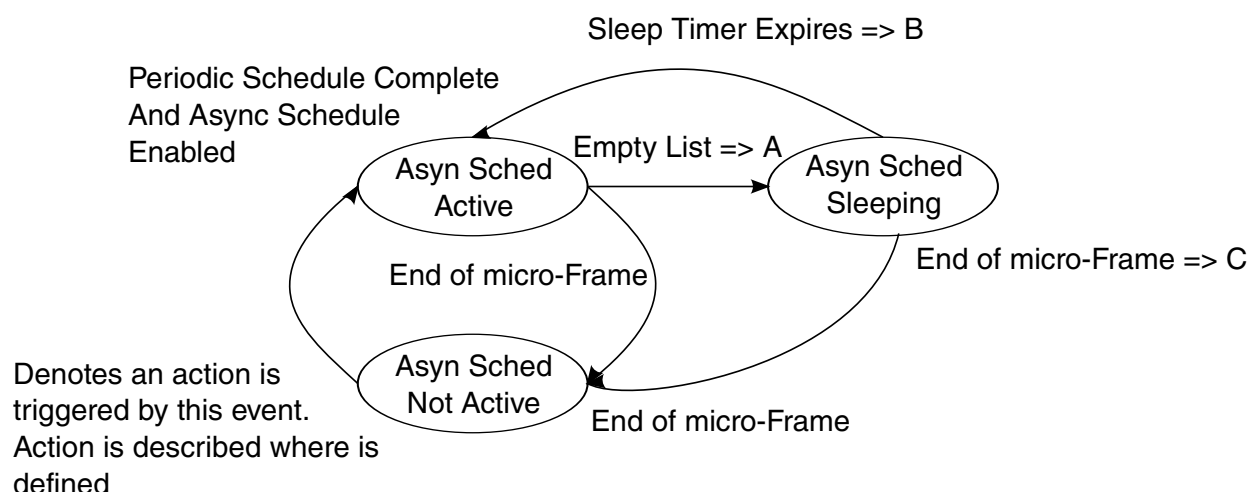 Sleep Timer Expires => B
Periodic Schedule Complete
And Async Schedule
Enabled
Empty List => A
Asyn Sched
Active
Asyn Sched
Sleeping
End of micro-Frame => C
End of micro-Frame
Asyn Sched
Not Active
End of micro-Frame
Denotes an action is
triggered by this event.
Action is described where is
defined